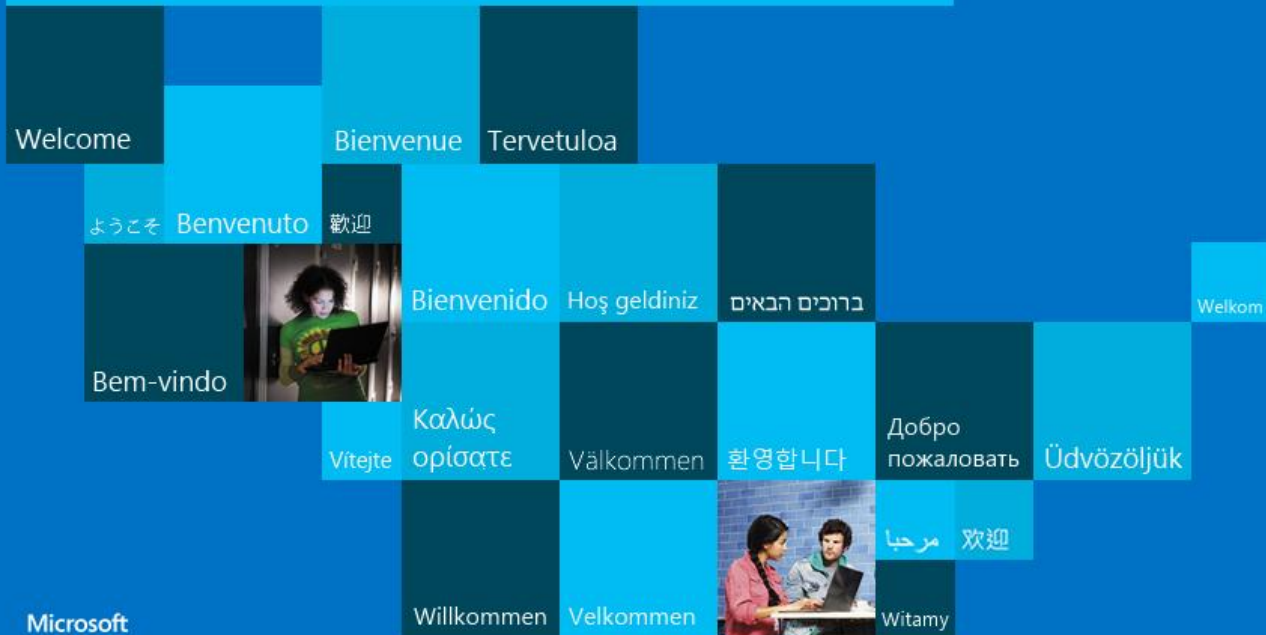 Welcome
Bienvenue
Tervetuloa
ようこそ
Benvenuto
歡迎
Bienvenido
Hoş geldiniz
ברוכים הבאים
Welkom
Bem-vindo
Vítejte
Καλώς
ορίσατε
Välkommen
환영합니다
Добро
пожаловать
Üdvözöljük
مرحبا
欢迎
Willkommen
Velkommen
Witamy
Microsoft